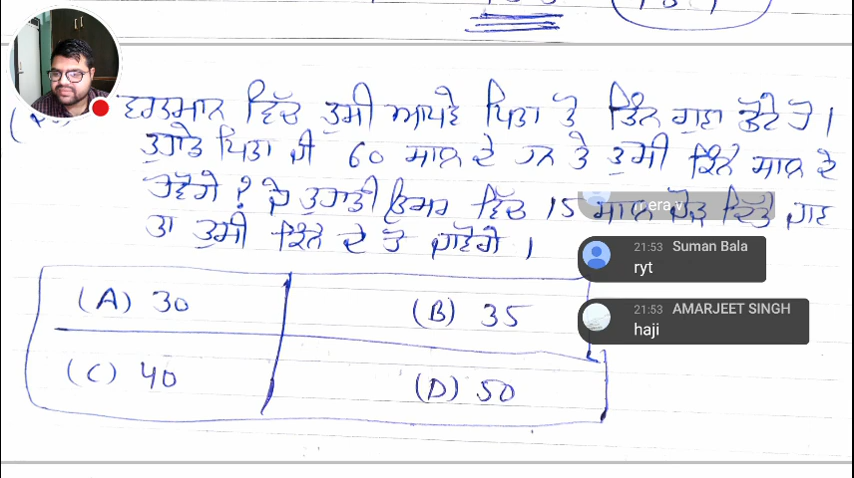 ਵਰਤਮਾਨ ਵਿੱਚ ਤੁਸੀ ਆਪਣੇ ਪਿਤਾ ਤੋ ਤਿੰਨ ਗੁਣਾ ਛੋਟੇ ਹੋ।
ਤੁਹਾਡੇ ਪਿਤਾ ਜੀ 60 ਸਾਲ ਦੇ ਹਨ ਤੇ ਤੁਸੀ ਕਿੰਨੇ ਸਾਲ ਦੇ
ਹੋਵੋਗੇ ? ਜੇ ਤੁਹਾਡੀ ਉਮਰ ਵਿੱਚ 15 ਸਾਲ ਜੋੜ ਦਿੱਤੇ ਜਾਣ
ਤਾ ਤੁਸੀ ਕਿੰਨੇ ਦੇ ਹੋ ਜਾਵੋਗੇ।
21:53 Suman Bala
ryt
21:53 AMARJEET SINGH
haji
(A) 30
(B) 35
(C) 40
(D) 50